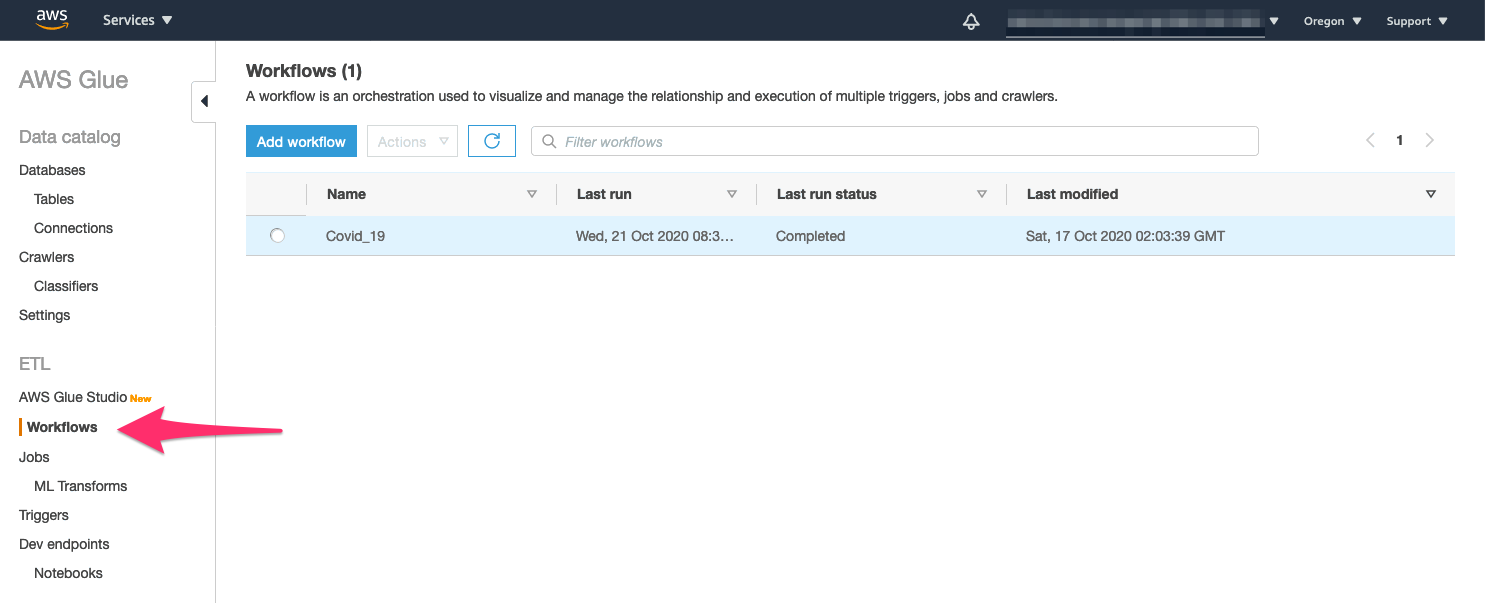 aws Services Oregon Support
AWS Glue
Data catalog
Databases
Tables
Connections
Crawlers
Classifiers
Settings
ETL
AWS Glue Studio New
Workflows
Jobs
ML Transforms
Triggers
Dev endpoints
Notebooks
Workflows (1)
A workflow is an orchestration used to visualize and manage the relationship and execution of multiple triggers, jobs and crawlers.
Add workflow Actions Filter workflows 1
Name Last run Last run status Last modified
Covid_19 Wed, 21 Oct 2020 08:3... Completed Sat, 17 Oct 2020 02:03:39 GMT